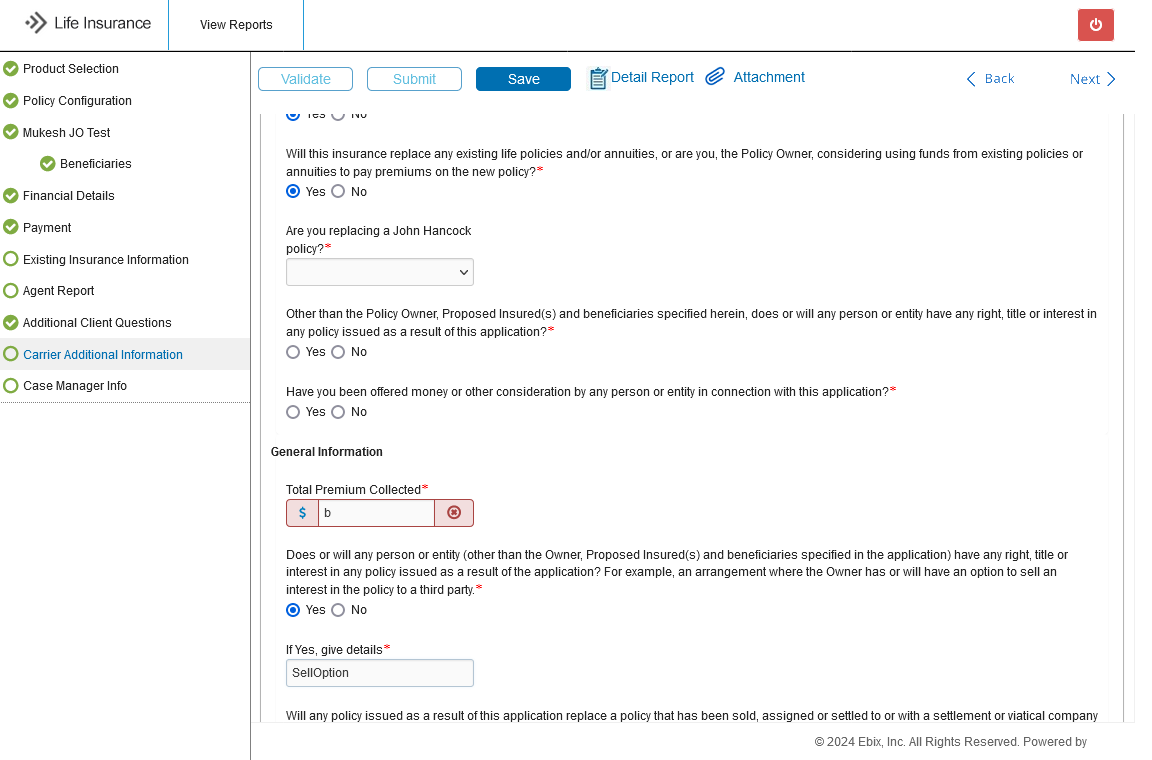 Life Insurance
View Reports
Product Selection
Policy Configuration
Mukesh JO Test
Beneficiaries
Financial Details
Payment
Existing Insurance Information
Agent Report
Additional Client Questions
Carrier Additional Information
Case Manager Info
Validate Submit Save Detail Report Attachment Back Next
Yes No
Will this insurance replace any existing life policies and/or annuities, or are you, the Policy Owner, considering using funds from existing policies or
annuities to pay premiums on the new policy?*
Yes No
Are you replacing a John Hancock
policy?*
Other than the Policy Owner, Proposed Insured(s) and beneficiaries specified herein, does or will any person or entity have any right, title or interest in
any policy issued as a result of this application?*
Yes No
Have you been offered money or other consideration by any person or entity in connection with this application?*
Yes No
General Information
Total Premium Collected*
$ b
Does or will any person or entity (other than the Owner, Proposed Insured(s) and beneficiaries specified in the application) have any right, title or
interest in any policy issued as a result of the application? For example, an arrangement where the Owner has or will have an option to sell an
interest in the policy to a third party.*
Yes No
If Yes, give details*
SellOption
Will any policy issued as a result of this application replace a policy that has been sold, assigned or settled to or with a settlement or viatical company
© 2024 Ebix, Inc. All Rights Reserved. Powered by